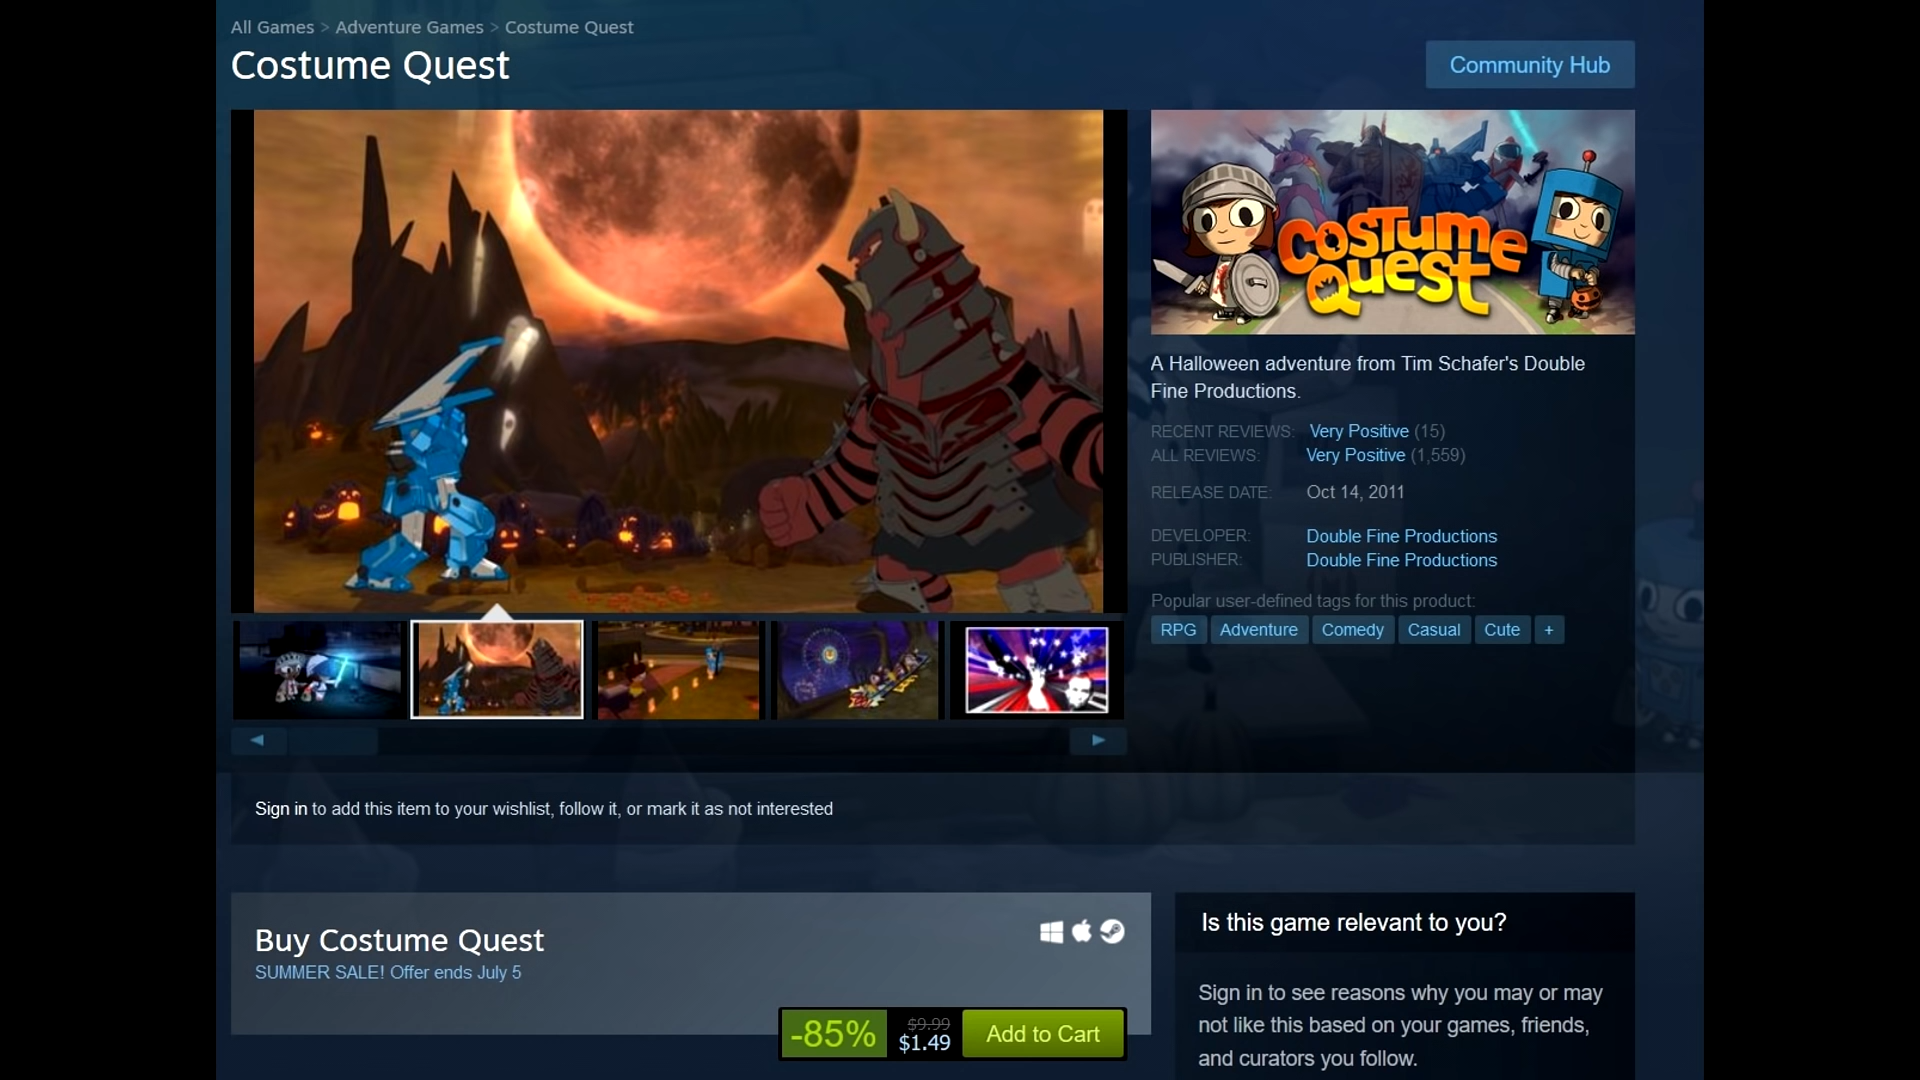 All Games > Adventure Games > Costume Quest
Costume Quest
Community Hub
COSTUME
QUEST
A Halloween adventure from Tim Schafer's Double
Fine Productions.
RECENT REVIEWS: Very Positive (15)
ALL REVIEWS: Very Positive (1,559)
RELEASE DATE: Oct 14, 2011
DEVELOPER: Double Fine Productions
PUBLISHER: Double Fine Productions
Popular user-defined tags for this product:
RPG Adventure Comedy Casual Cute +
Sign in to add this item to your wishlist, follow it, or mark it as not interested
Buy Costume Quest
SUMMER SALE! Offer ends July 5
-85% $9.99 $1.49 Add to Cart
Is this game relevant to you?
Sign in to see reasons why you may or may
not like this based on your games, friends,
and curators you follow.